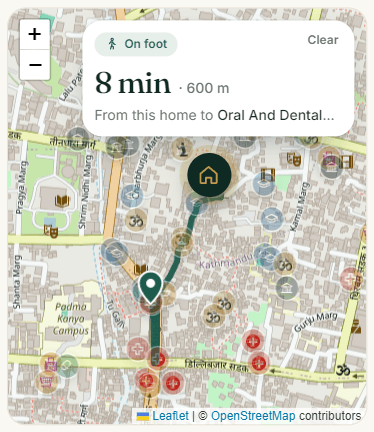 +
−
On foot
Clear
8 min · 600 m
From this home to Oral And Dental...
Pragya Marg
Shrim Nidhi Marg
Kamal Marg
Shanta Marg
Kathmandu
Padma
Kanya
Campus
Gurju Marg
डिल्लिबजार सडक
Leaflet | © OpenStreetMap contributors